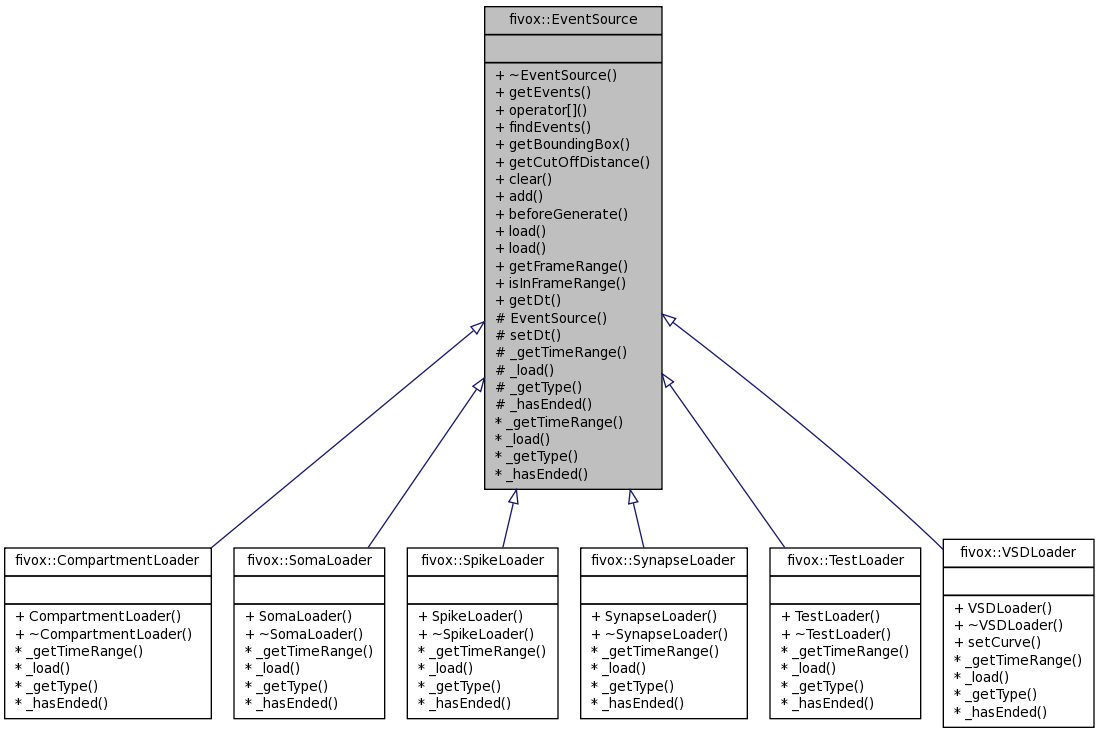 fivox::EventSource
+ ~EventSource()
+ getEvents()
+ operator[]()
+ findEvents()
+ getBoundingBox()
+ getCutOffDistance()
+ clear()
+ add()
+ beforeGenerate()
+ load()
+ load()
+ getFrameRange()
+ isInFrameRange()
+ getDt()
# EventSource()
# setDt()
# _getTimeRange()
# _load()
# _getType()
# _hasEnded()
* _getTimeRange()
* _load()
* _getType()
* _hasEnded()
fivox::CompartmentLoader
+ CompartmentLoader()
+ ~CompartmentLoader()
* _getTimeRange()
* _load()
* _getType()
* _hasEnded()
fivox::SomaLoader
+ SomaLoader()
+ ~SomaLoader()
* _getTimeRange()
* _load()
* _getType()
* _hasEnded()
fivox::SpikeLoader
+ SpikeLoader()
+ ~SpikeLoader()
* _getTimeRange()
* _load()
* _getType()
* _hasEnded()
fivox::SynapseLoader
+ SynapseLoader()
+ ~SynapseLoader()
* _getTimeRange()
* _load()
* _getType()
* _hasEnded()
fivox::TestLoader
+ TestLoader()
+ ~TestLoader()
* _getTimeRange()
* _load()
* _getType()
* _hasEnded()
fivox::VSDLoader
+ VSDLoader()
+ ~VSDLoader()
+ setCurve()
* _getTimeRange()
* _load()
* _getType()
* _hasEnded()